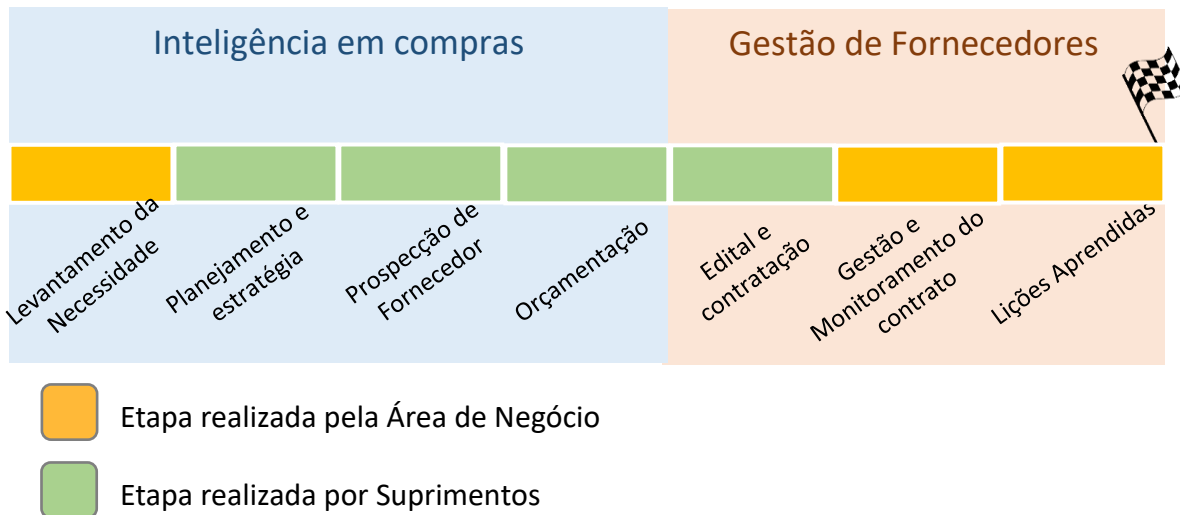 Inteligência em compras
Gestão de Fornecedores
Levantamento da
Necessidade
Planejamento e
estratégia
Prospecção de
Fornecedor
Orçamentação
Edital e
contratação
Gestão e
Monitoramento do
contrato
Lições Aprendidas
Etapa realizada pela Área de Negócio
Etapa realizada por Suprimentos